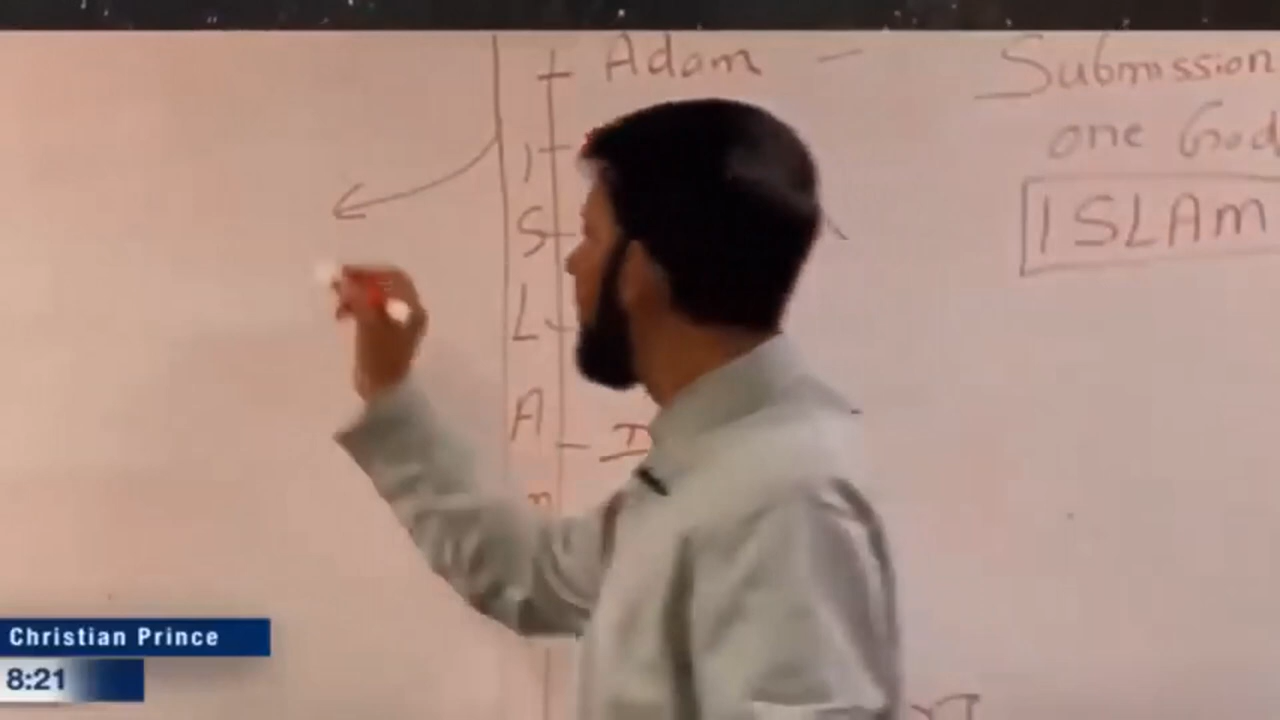 Adam —
Submission
one God
ISLAM
I
S
L
A
m
Christian Prince
8:21